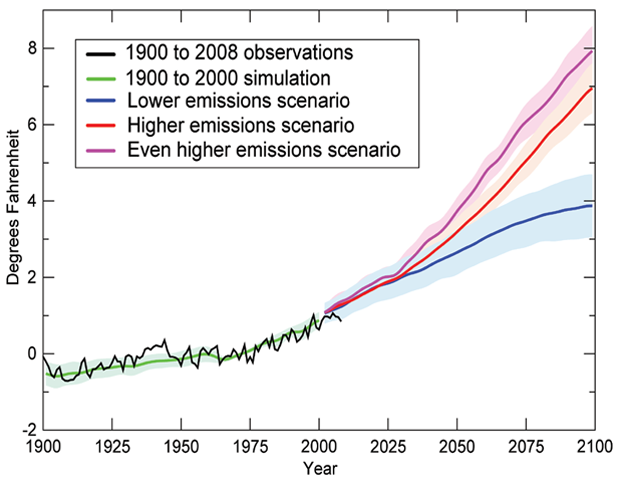 1900 to 2008 observations
1900 to 2000 simulation
Lower emissions scenario
Higher emissions scenario
Even higher emissions scenario
Degrees Fahrenheit
8
6
4
2
0
-2
1900 1925 1950 1975 2000 2025 2050 2075 2100
Year